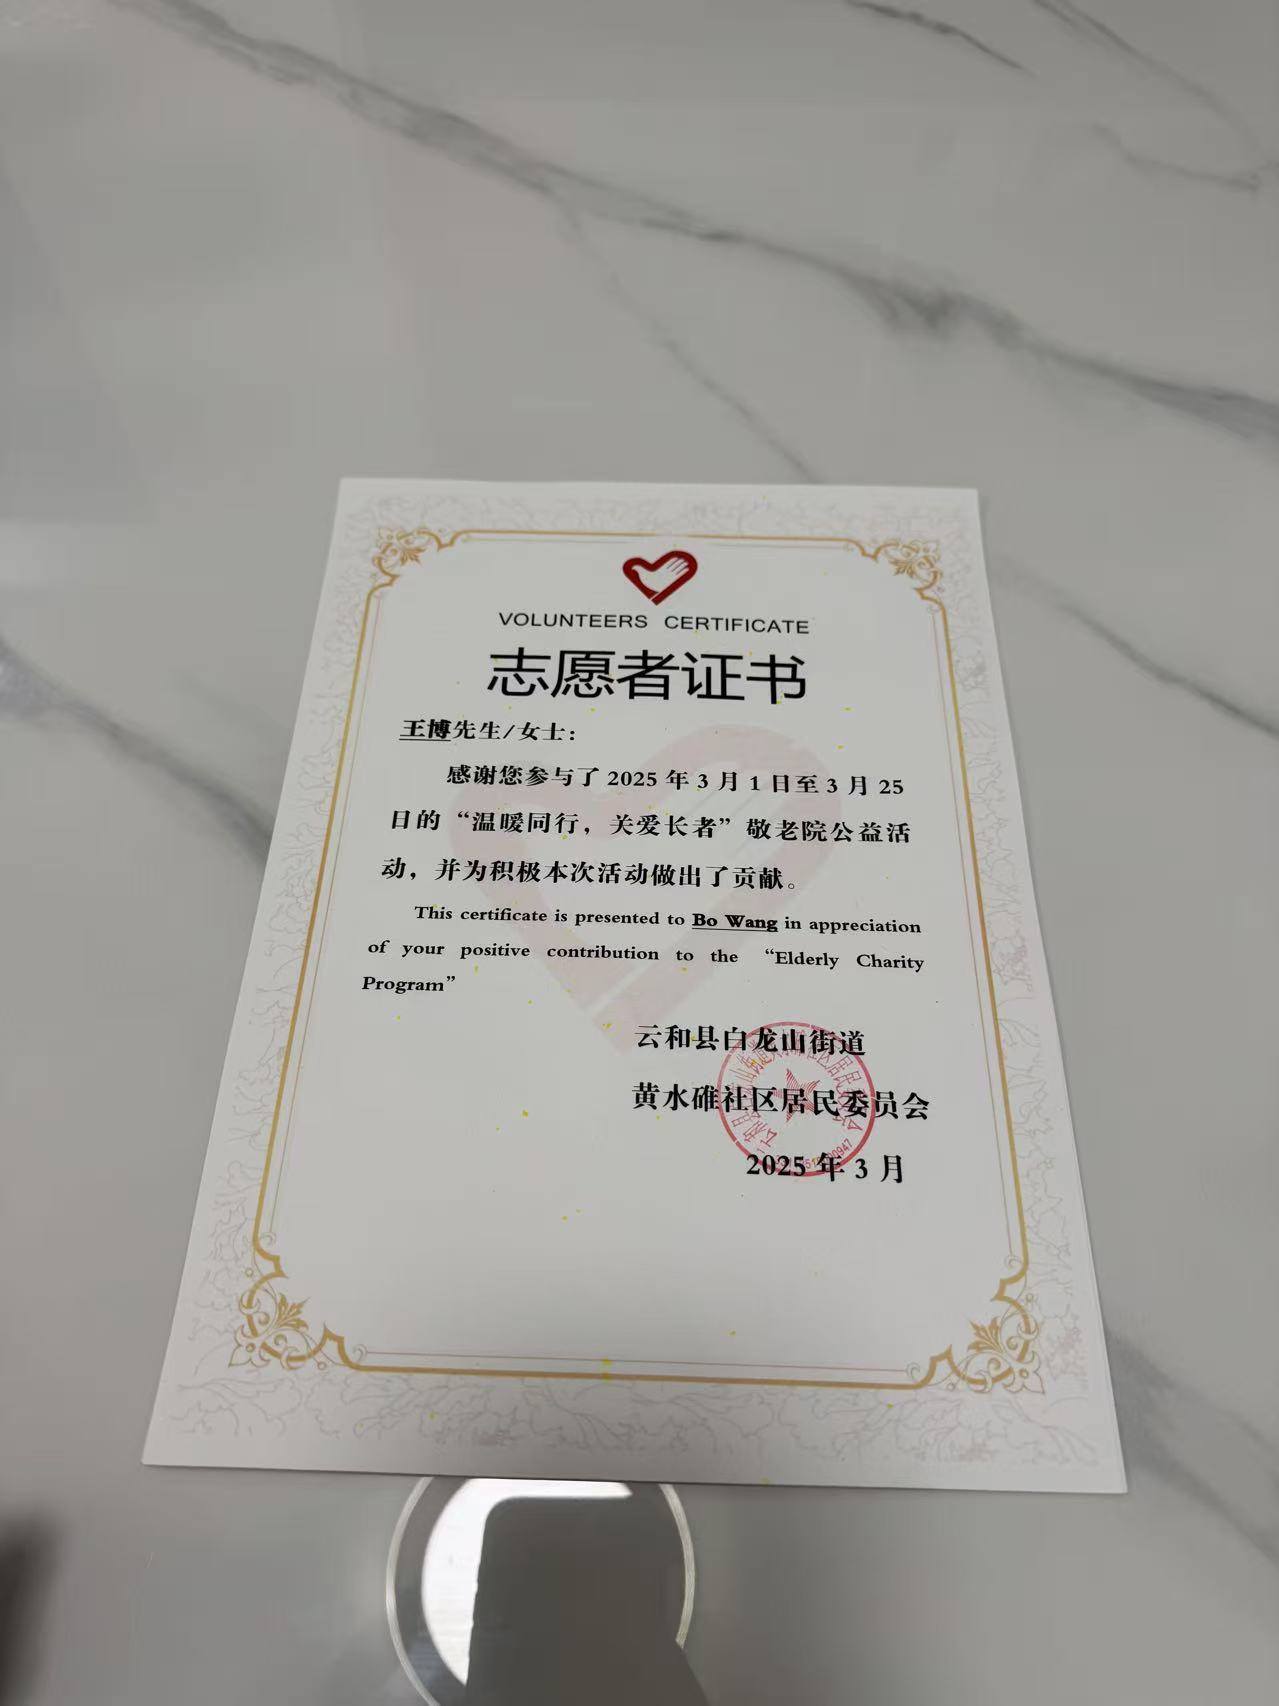 VOLUNTEERS CERTIFICATE
志愿者证书
王博先生/女士：
感谢您参与了 2025 年 3 月 1 日至 3 月 25
日的“温暖同行，关爱长者”敬老院公益活
动，并为积极本次活动做出了贡献。
This certificate is presented to Bo Wang in appreciation
of your positive contribution to the “Elderly Charity
Program”
云和县白龙山街道
黄水碓社区居民委员会
2025 年 3 月